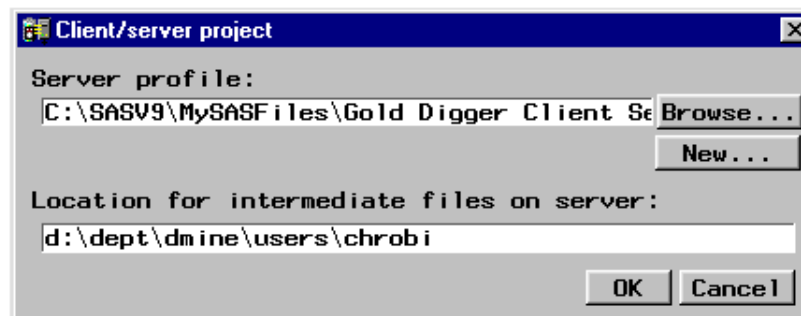 Client/server project
Server profile:
C:\SASV9\MySASFiles\Gold Digger Client Se Browse...
New...
Location for intermediate files on server:
d:\dept\dmine\users\chrobi
OK Cancel